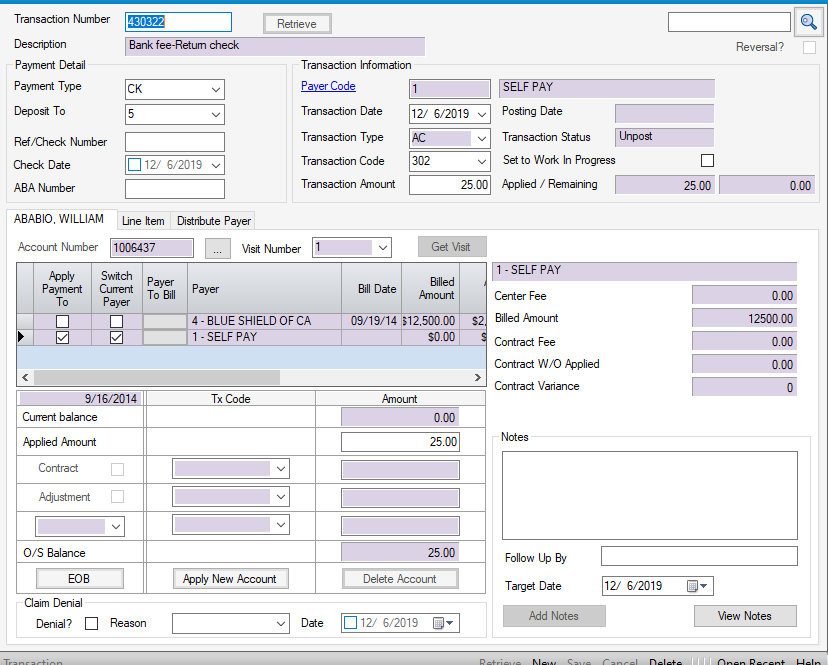 Transaction Number 430322 Retrieve
Description Bank fee-Return check Reversal?
Payment Detail
Payment Type CK
Deposit To 5
Ref/Check Number
Check Date 12/ 6/2019
ABA Number
Transaction Information
Payer Code 1 SELF PAY
Transaction Date 12/ 6/2019 Posting Date
Transaction Type AC Transaction Status Unpost
Transaction Code 302 Set to Work In Progress
Transaction Amount 25.00 Applied / Remaining 25.00 0.00
ABABIO, WILLIAM Line Item Distribute Payer
Account Number 1006437 ... Visit Number 1 Get Visit
Apply Payment To Switch Current Payer Payer To Bill Payer Bill Date Billed Amount
4 - BLUE SHIELD OF CA 09/19/14 $12,500.00 $2,
1 - SELF PAY $0.00 $
1 - SELF PAY
Center Fee 0.00
Billed Amount 12500.00
Contract Fee 0.00
Contract W/O Applied 0.00
Contract Variance 0
9/16/2014 Tx Code Amount
Current balance 0.00
Applied Amount 25.00
Contract
Adjustment
O/S Balance 25.00
EOB Apply New Account Delete Account
Claim Denial
Denial? Reason Date 12/ 6/2019
Notes
Follow Up By
Target Date 12/ 6/2019
Add Notes View Notes
Transaction Retrieve New Save Cancel Delete Open Recent Help